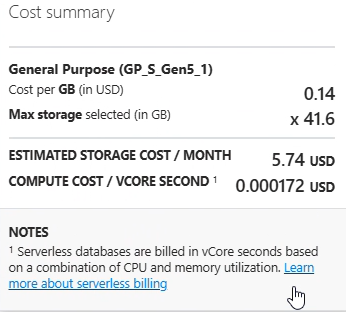 Cost summary
General Purpose (GP_S_Gen5_1)
Cost per GB (in USD) 0.14
Max storage selected (in GB) x 41.6
ESTIMATED STORAGE COST / MONTH 5.74 USD
COMPUTE COST / VCORE SECOND ¹ 0.000172 USD
NOTES
¹ Serverless databases are billed in vCore seconds based
on a combination of CPU and memory utilization. Learn
more about serverless billing